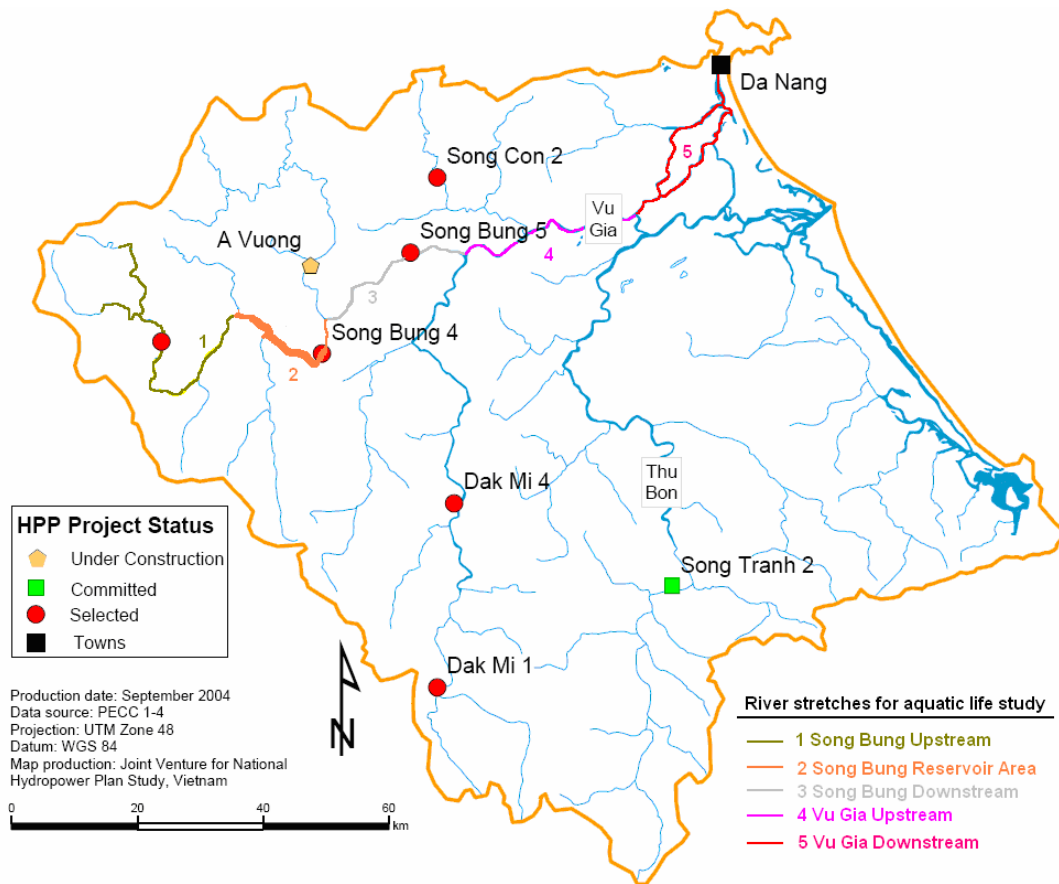 Da Nang
5
Song Con 2
Vu
Gia
A Vuong
Song Bung 5
4
3
1
Song Bung 4
2
Thu
Bon
Dak Mi 4
HPP Project Status
Under Construction
Committed
Selected
Towns
Song Tranh 2
Dak Mi 1
N
Production date: September 2004
Data source: PECC 1-4
Projection: UTM Zone 48
Datum: WGS 84
Map production: Joint Venture for National
Hydropower Plan Study, Vietnam
0 20 40 60
km
River stretches for aquatic life study
1 Song Bung Upstream
2 Song Bung Reservoir Area
3 Song Bung Downstream
4 Vu Gia Upstream
5 Vu Gia Downstream